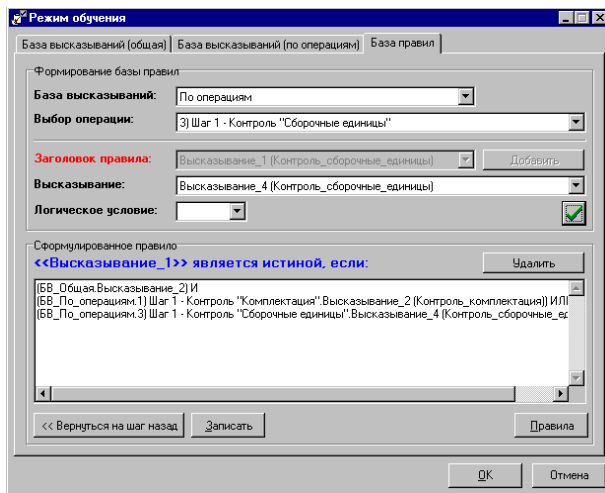 Режим обучения
База высказываний (общая) База высказываний (по операциям) База правил
Формирование базы правил
База высказываний: По операциям
Выбор операции: 3) Шаг 1 - Контроль "Сборочные единицы"
Заголовок правила: Высказывание_1 (Контроль_сборочные_единицы) Добавить
Высказывание: Высказывание_4 (Контроль_сборочные_единицы)
Логическое условие:
Сформулированное правило
<<Высказывание_1>> является истиной, если: Удалить
(БВ_Общая.Высказывание_2) И
(БВ_По_операциям.1) Шаг 1 - Контроль "Комплектация".Высказывание_2 (Контроль_комплектация)) ИЛИ
(БВ_По_операциям.3) Шаг 1 - Контроль "Сборочные единицы".Высказывание_4 (Контроль_сборочные_ед
<< Вернуться на шаг назад Записать Правила
OK Отмена